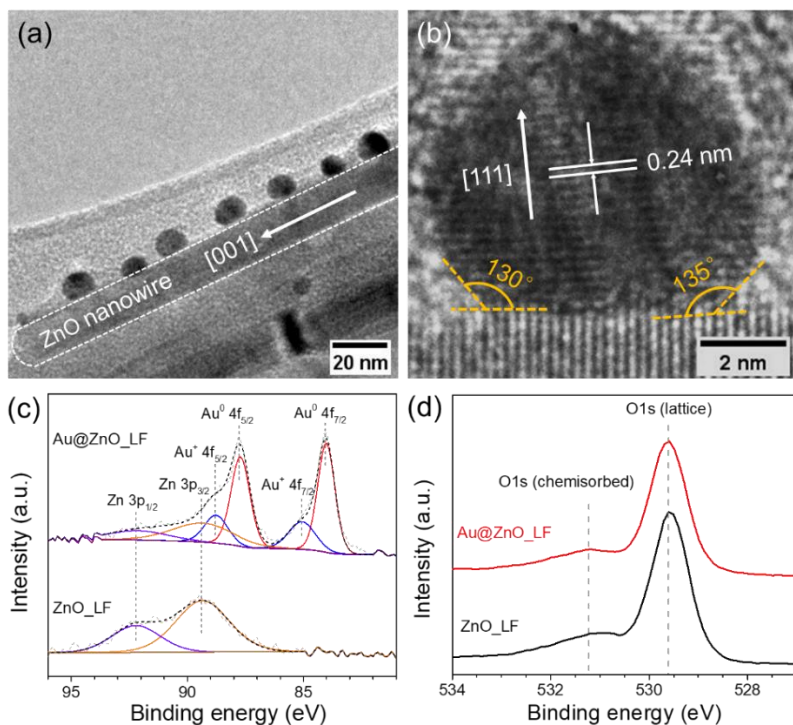 (a)
ZnO nanowire
[001]
20 nm
(b)
[111]
0.24 nm
130°
135°
2 nm
(c)
Au⁰ 4f₅/₂
Au⁰ 4f₇/₂
Au@ZnO_LF
Au⁺ 4f₅/₂
Zn 3p₃/₂
Au⁺ 4f₇/₂
Zn 3p₁/₂
ZnO_LF
Intensity (a.u.)
95 90 85
Binding energy (eV)
(d)
O1s (lattice)
O1s (chemisorbed)
Au@ZnO_LF
ZnO_LF
Intensity (a.u.)
534 531 528
Binding energy (eV)